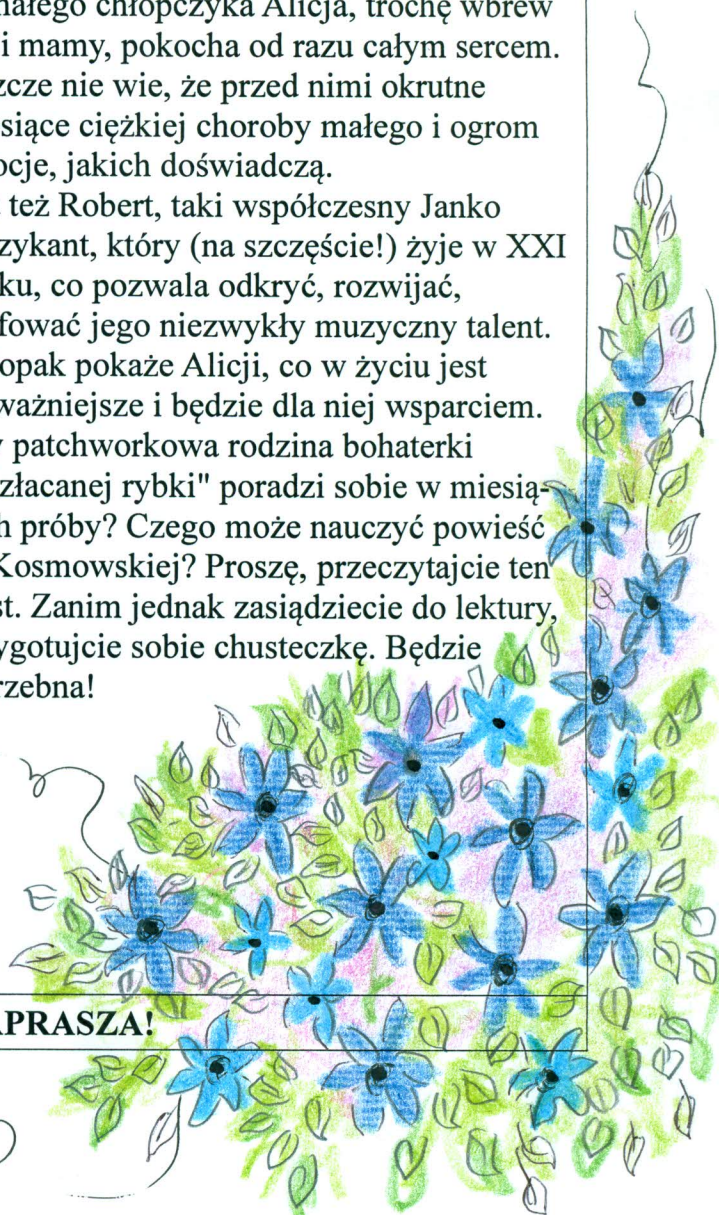 małego chłopczyka Alicja, trochę wbrew
i mamy, pokocha od razu całym sercem.
zcze nie wie, że przed nimi okrutne
siące ciężkiej choroby małego i ogrom
ocje, jakich doświadczą.
też Robert, taki współczesny Janko
zykant, który (na szczęście!) żyje w XXI
ku, co pozwala odkryć, rozwijać,
fować jego niezwykły muzyczny talent.
opak pokaże Alicji, co w życiu jest
ważniejsze i będzie dla niej wsparciem.
y patchworkowa rodzina bohaterki
złacanej rybki" poradzi sobie w miesią-
h próby? Czego może nauczyć powieść
Kosmowskiej? Proszę, przeczytajcie ten
st. Zanim jednak zasiądziecie do lektury,
ygotujcie sobie chusteczkę. Będzie
rzebna!
APRASZA!